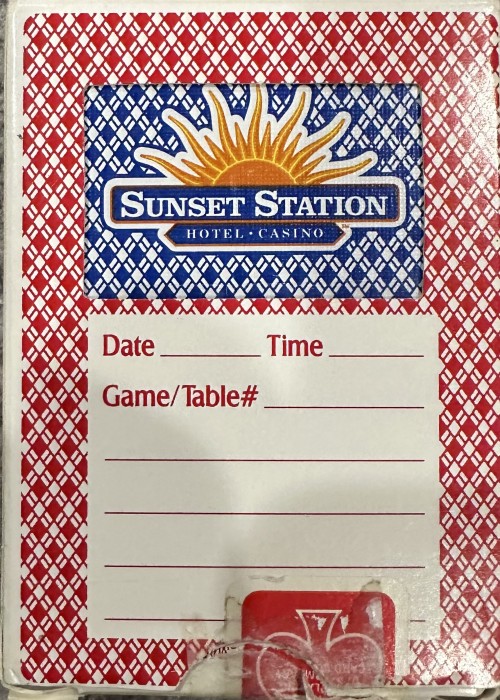 SUNSET STATION
HOTEL · CASINO
Date Time
Game/Table#